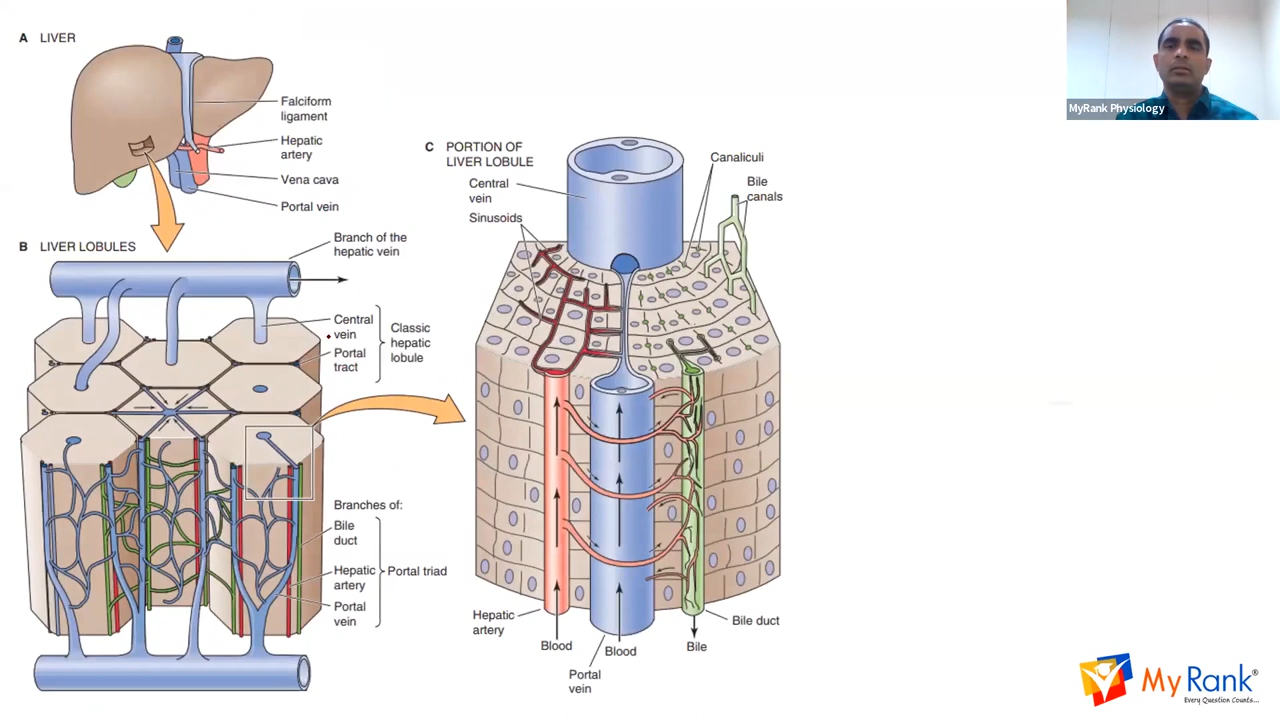 A LIVER
Falciform
ligament
Hepatic
artery
Vena cava
Portal vein
B LIVER LOBULES
Branch of the
hepatic vein
Central
vein
Portal
tract
Classic
hepatic
lobule
Branches of:
Bile
duct
Hepatic
artery
Portal
vein
Portal triad
C PORTION OF
LIVER LOBULE
Central
vein
Sinusoids
Canaliculi
Bile
canals
Hepatic
artery
Blood
Blood
Portal
vein
Bile
Bile duct
MyRank Physiology
My Rank®
Every Question Counts...